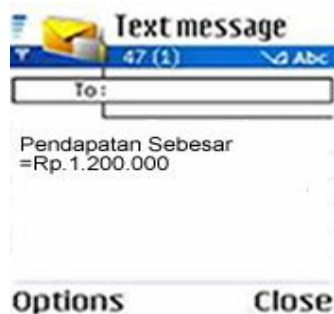 Text message
47 (1) Abc
To:
Pendapatan Sebesar
=Rp.1.200.000
Options Close